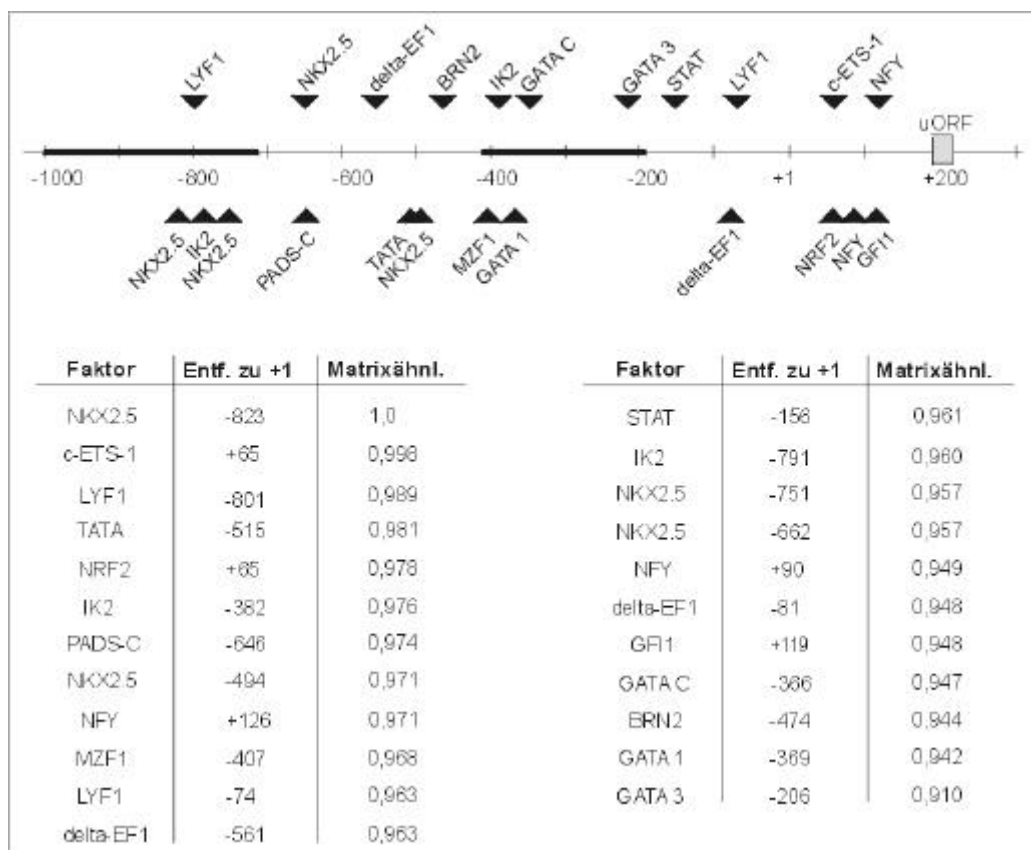 LYF1 NKX2.5 delta-EF1 BRN2 IK2 GATA C GATA 3 STAT LYF1 c-ETS-1 NFY
uORF
-1000 -800 -600 -400 -200 +1 +200
NKX2.5 IK2 NKX2.5 PADS-C TATA NKX2.5 MZF1 GATA 1 delta-EF1 NRF2 NFY GFI1
Faktor Entf. zu +1 Matrixähnl.
NKX2.5 -823 1,0
c-ETS-1 +65 0,998
LYF1 -801 0,989
TATA -515 0,981
NRF2 +65 0,978
IK2 -382 0,976
PADS-C -646 0,974
NKX2.5 -494 0,971
NFY +126 0,971
MZF1 -407 0,968
LYF1 -74 0,963
delta-EF1 -561 0,963
Faktor Entf. zu +1 Matrixähnl.
STAT -156 0,961
IK2 -791 0,960
NKX2.5 -751 0,957
NKX2.5 -662 0,957
NFY +90 0,949
delta-EF1 -81 0,948
GFI1 +119 0,948
GATA C -366 0,947
BRN2 -474 0,944
GATA 1 -369 0,942
GATA 3 -206 0,910